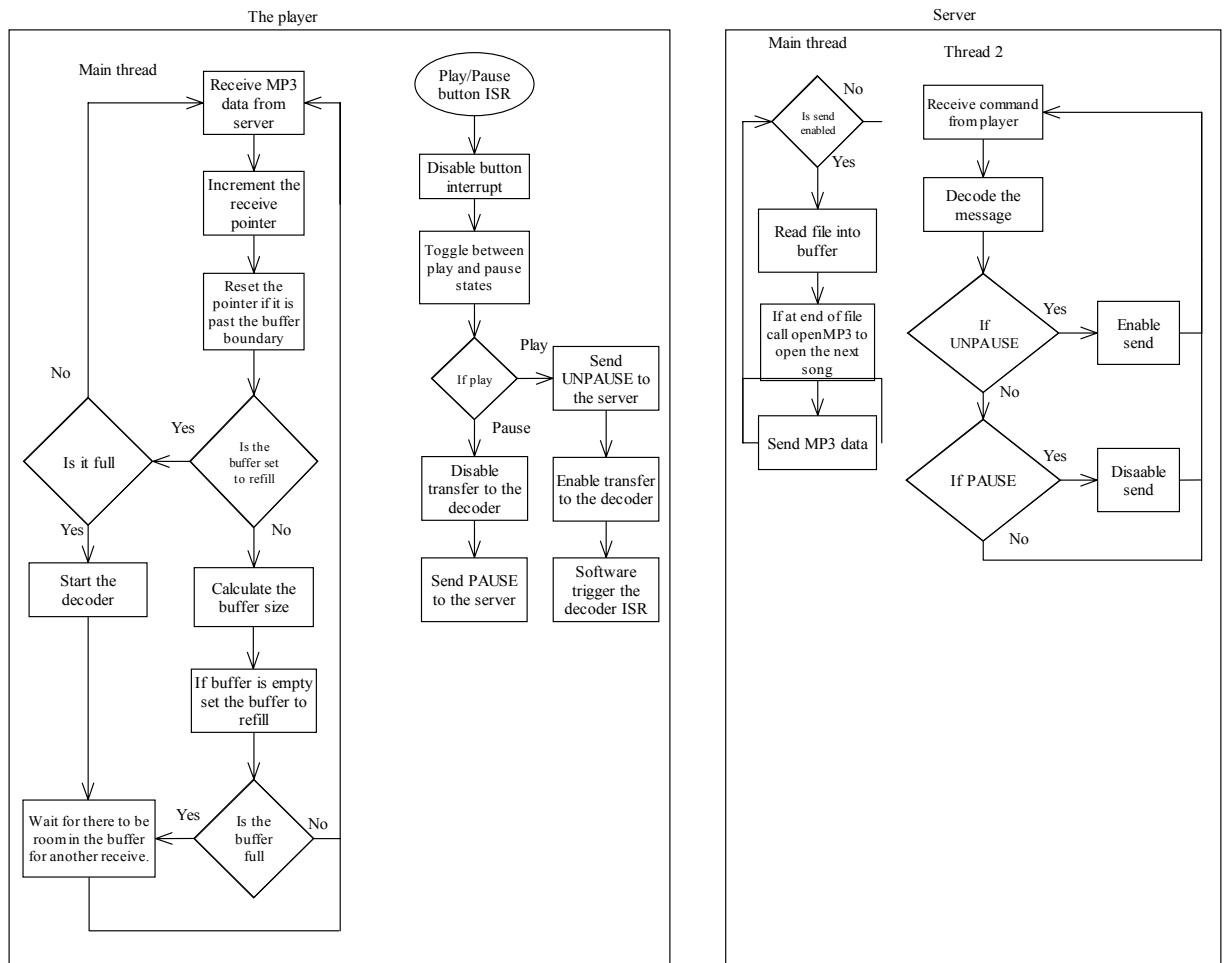 The player
Main thread
Receive MP3
data from
server
Increment the
receive
pointer
Reset the
pointer if it is
past the buffer
boundary
No
Yes
Is it full
Is the
buffer set
to refill
Yes
No
Start the
decoder
Calculate the
buffer size
If buffer is empty
set the buffer to
refill
Wait for there to be
room in the buffer
for another receive.
Yes
Is the
buffer
full
No
Play/Pause
button ISR
Disable button
interrupt
Toggle between
play and pause
states
If play
Play
Pause
Send
UNPAUSE to
the server
Disable
transfer to the
decoder
Enable transfer
to the decoder
Send PAUSE
to the server
Software
trigger the
decoder ISR
Server
Main thread
Is send
enabled
No
Yes
Read file into
buffer
If at end of file
call openMP3 to
open the next
song
Send MP3 data
Thread 2
Receive command
from player
Decode the
message
If
UNPAUSE
Yes
Enable
send
No
If PAUSE
Yes
Disaable
send
No